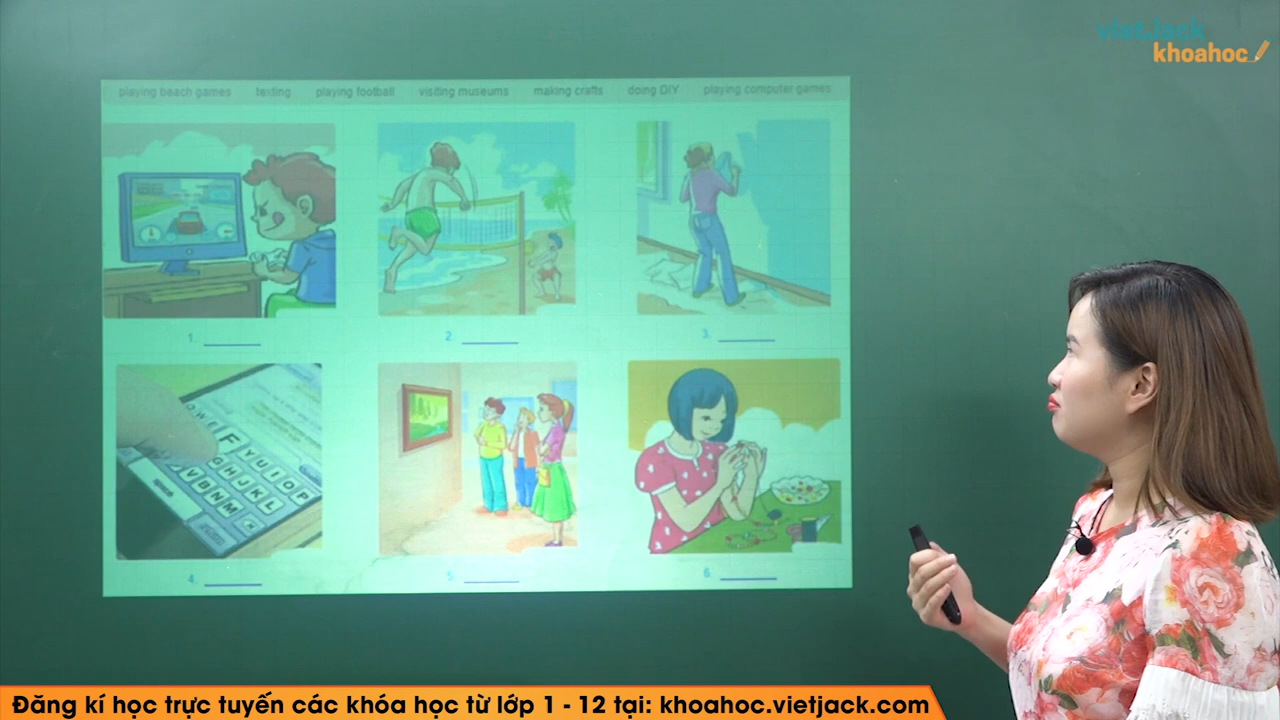 vietjack
khoahoc
playing beach games texting playing football visiting museums making crafts doing DIY playing computer games
1.
2.
3.
F
Y U I O P
G H J K L
V B N M
4.
5.
6.
Đăng kí học trực tuyến các khóa học từ lớp 1 - 12 tại: khoahoc.vietjack.com